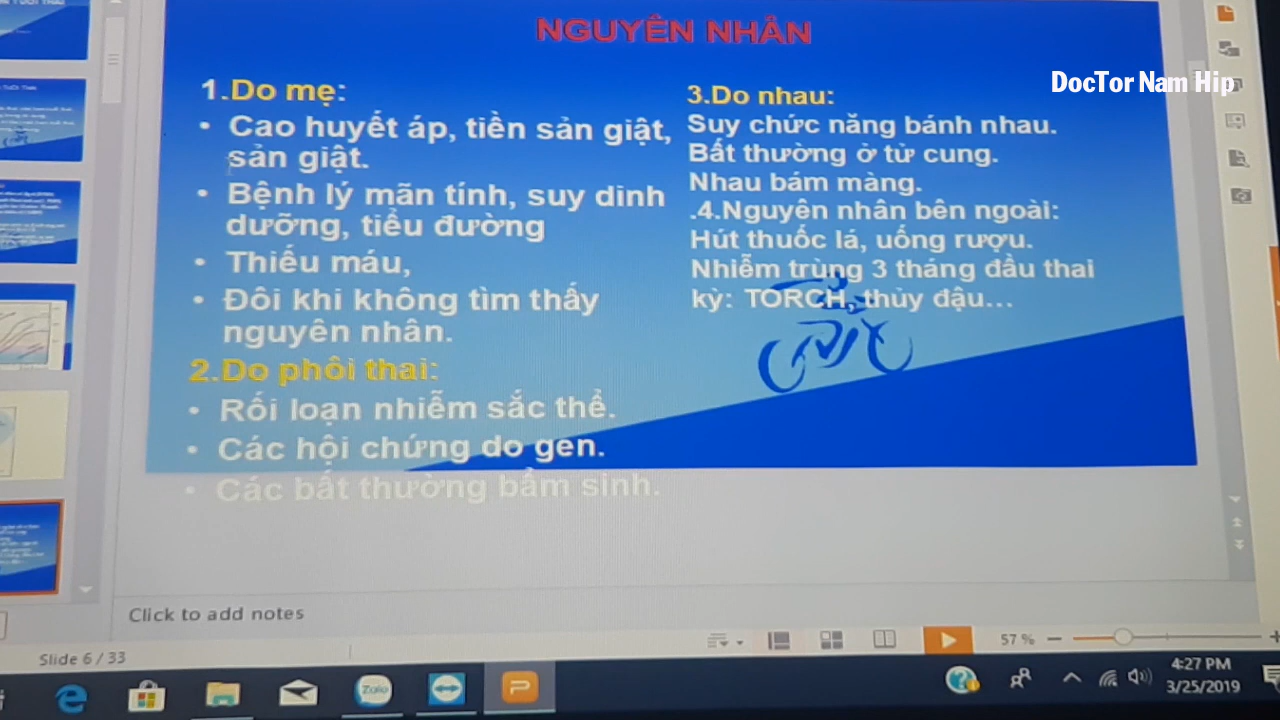 NGUYÊN NHÂN
DocTor Nam Hip
1.Do mẹ:
• Cao huyết áp, tiền sản giật,
sản giật.
• Bệnh lý mãn tính, suy dinh
dưỡng, tiểu đường
• Thiếu máu,
• Đôi khi không tìm thấy
nguyên nhân.
2.Do phôi thai:
• Rối loạn nhiễm sắc thể.
• Các hội chứng do gen.
• Các bất thường bẩm sinh.
3.Do nhau:
Suy chức năng bánh nhau.
Bất thường ở tử cung.
Nhau bám màng.
.4.Nguyên nhân bên ngoài:
Hút thuốc lá, uống rượu.
Nhiễm trùng 3 tháng đầu thai
kỳ: TORCH, thủy đậu...
Click to add notes
Slide 6 / 33
57 %
Zalo
4:27 PM
3/25/2019